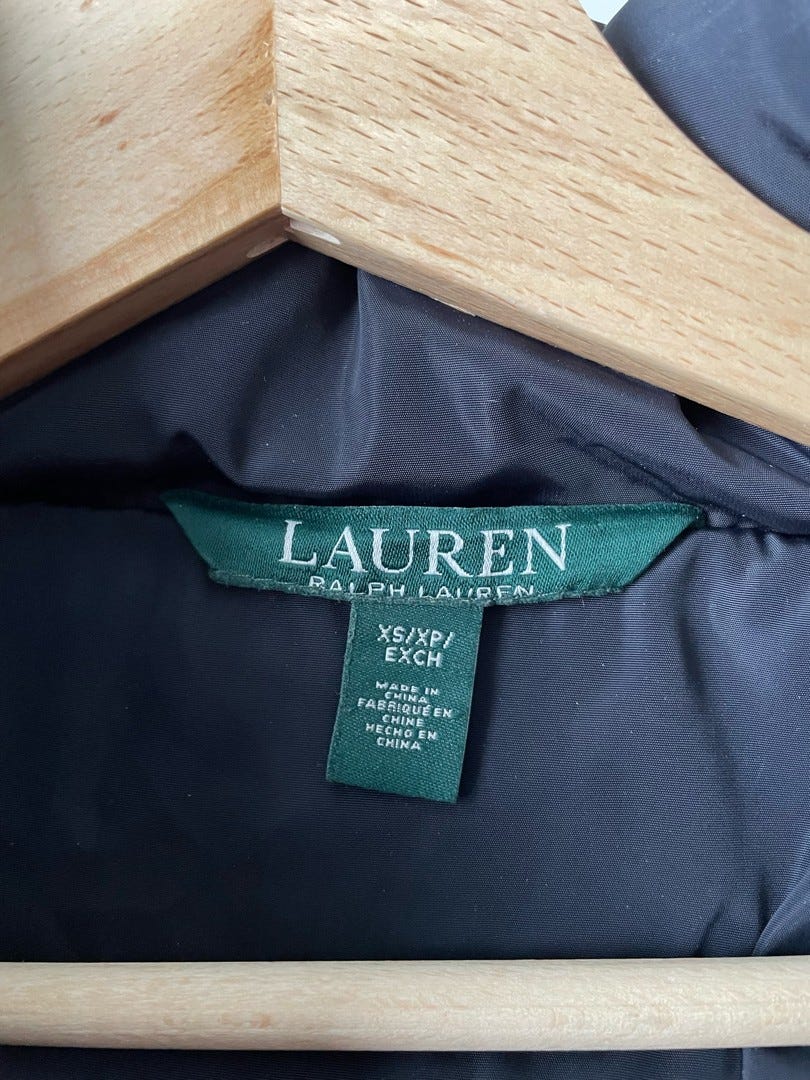 LAUREN
RALPH LAUREN
XS/XP/
EXCH
MADE IN
CHINA
FABRIQUÉ EN
CHINE
HECHO EN
CHINA